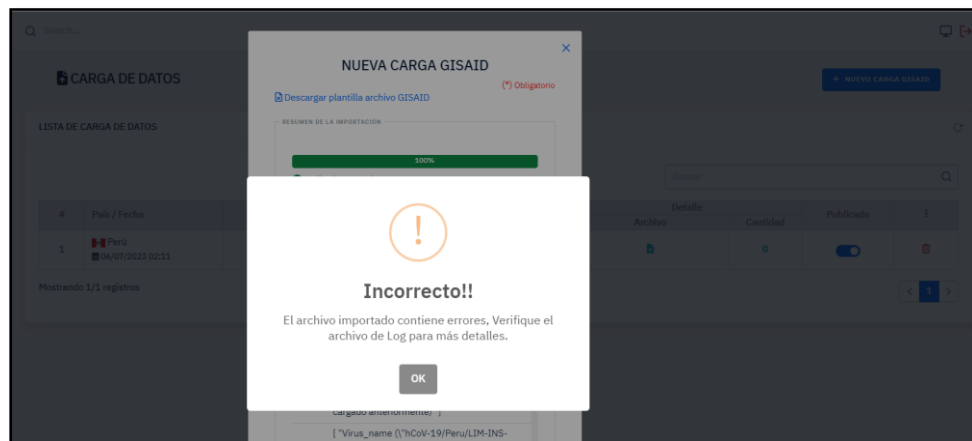 Search...
CARGA DE DATOS
+ NUEVO CARGA GISAID
LISTA DE CARGA DE DATOS
×
NUEVA CARGA GISAID
(*) Obligatorio
Descargar plantilla archivo GISAID
RESUMEN DE LA IMPORTACIÓN
100%
Incorrecto!!
El archivo importado contiene errores, Verifique el
archivo de Log para más detalles.
OK
cargado anteriormente)" ]
[ "Virus_name (\"hCoV-19/Peru/LIM-INS-
Buscar
# País / Fecha Detalle Publicado
Archivo Cantidad
1 Perú 0
06/07/2023 02:11
Mostrando 1/1 registros
< 1 >